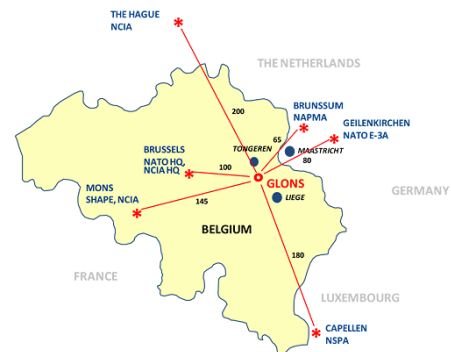 THE HAGUE
NCIA
THE NETHERLANDS
200
BRUNSSUM
NAPMA
GEILENKIRCHEN
NATO E-3A
65
TONGEREN
MAASTRICHT
80
BRUSSELS
NATO HQ,
NCIA HQ
100
GLONS
MONS
SHAPE, NCIA
145
LIEGE
GERMANY
BELGIUM
180
FRANCE
LUXEMBOURG
CAPELLEN
NSPA